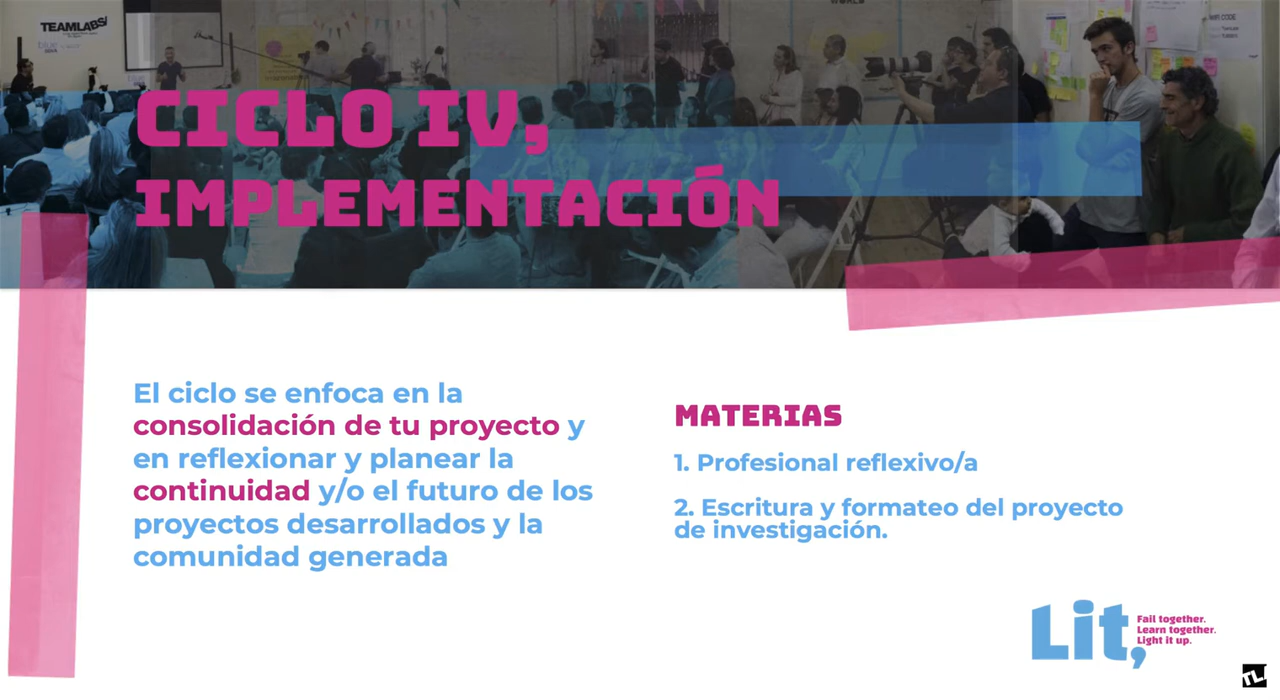 TEAMLABS/
WORLD
CICLO IV,
IMPLEMENTACIÓN
El ciclo se enfoca en la
consolidación de tu proyecto y
en reflexionar y planear la
continuidad y/o el futuro de los
proyectos desarrollados y la
comunidad generada
MATERIAS
1. Profesional reflexivo/a
2. Escritura y formateo del proyecto
de investigación.
Lit,
Fail together.
Learn together.
Light it up.
TL/